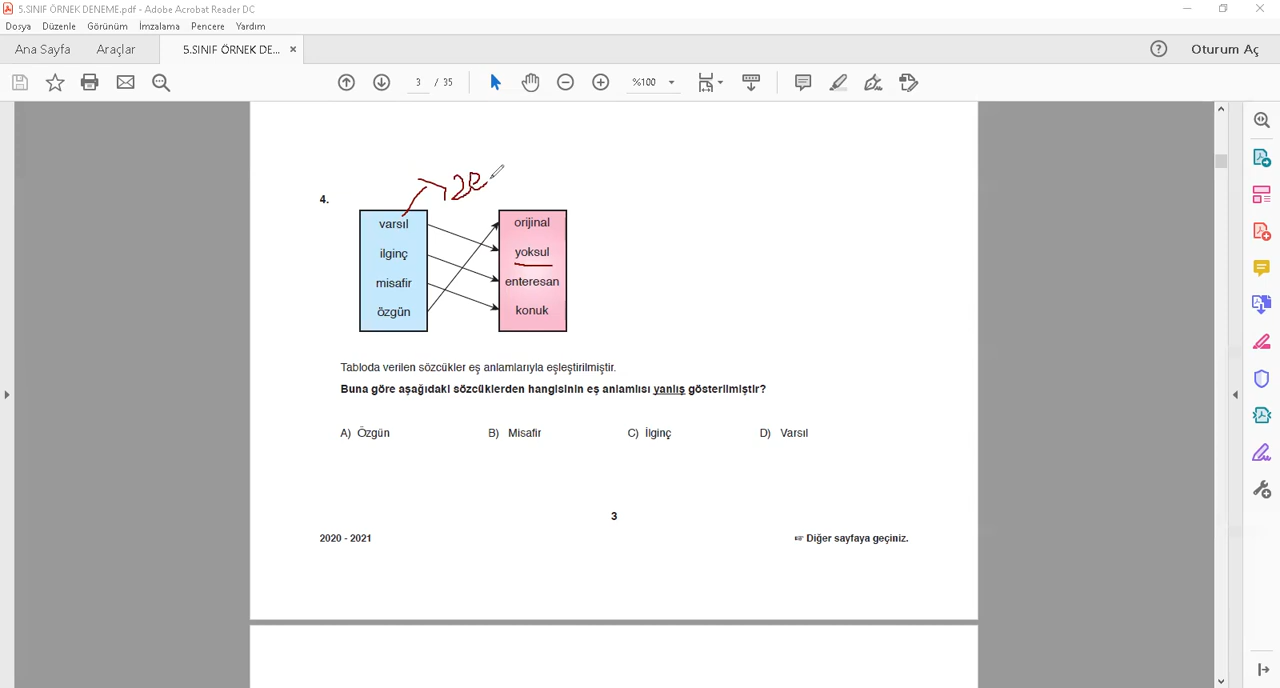 5.SINIF ÖRNEK DENEME.pdf - Adobe Acrobat Reader DC
Dosya Düzenle Görünüm İmzalama Pencere Yardım
Ana Sayfa Araçlar 5.SINIF ÖRNEK DE... × Oturum Aç
3 / 35 %100
ze
4.
varsıl orijinal
ilginç yoksul
misafir enteresan
özgün konuk
Tabloda verilen sözcükler eş anlamlarıyla eşleştirilmiştir.
Buna göre aşağıdaki sözcüklerden hangisinin eş anlamlısı yanlış gösterilmiştir?
A) Özgün B) Misafir C) İlginç D) Varsıl
3
2020 - 2021 ☞ Diğer sayfaya geçiniz.